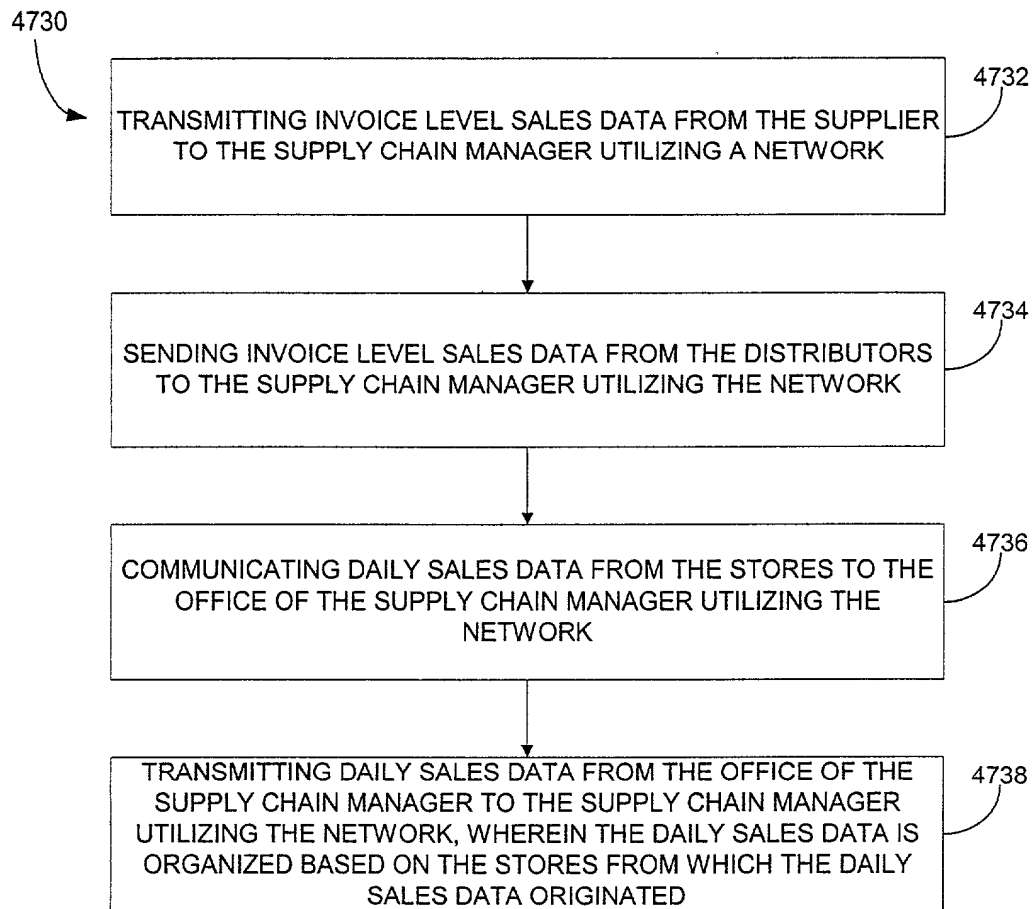 4730
4732
TRANSMITTING INVOICE LEVEL SALES DATA FROM THE SUPPLIER
TO THE SUPPLY CHAIN MANAGER UTILIZING A NETWORK
4734
SENDING INVOICE LEVEL SALES DATA FROM THE DISTRIBUTORS
TO THE SUPPLY CHAIN MANAGER UTILIZING THE NETWORK
4736
COMMUNICATING DAILY SALES DATA FROM THE STORES TO THE
OFFICE OF THE SUPPLY CHAIN MANAGER UTILIZING THE
NETWORK
4738
TRANSMITTING DAILY SALES DATA FROM THE OFFICE OF THE
SUPPLY CHAIN MANAGER TO THE SUPPLY CHAIN MANAGER
UTILIZING THE NETWORK, WHEREIN THE DAILY SALES DATA IS
ORGANIZED BASED ON THE STORES FROM WHICH THE DAILY
SALES DATA ORIGINATED